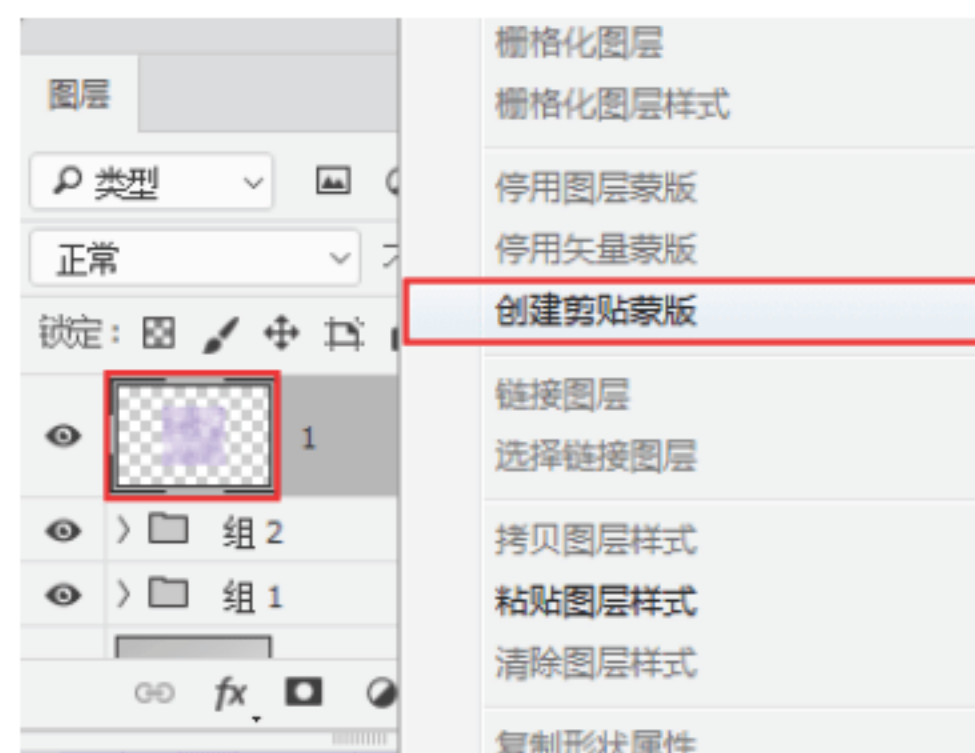 图层
类型
正常
锁定：
1
组 2
组 1
fx
栅格化图层
栅格化图层样式
停用图层蒙版
停用矢量蒙版
创建剪贴蒙版
链接图层
选择链接图层
拷贝图层样式
粘贴图层样式
清除图层样式
复制形状属性